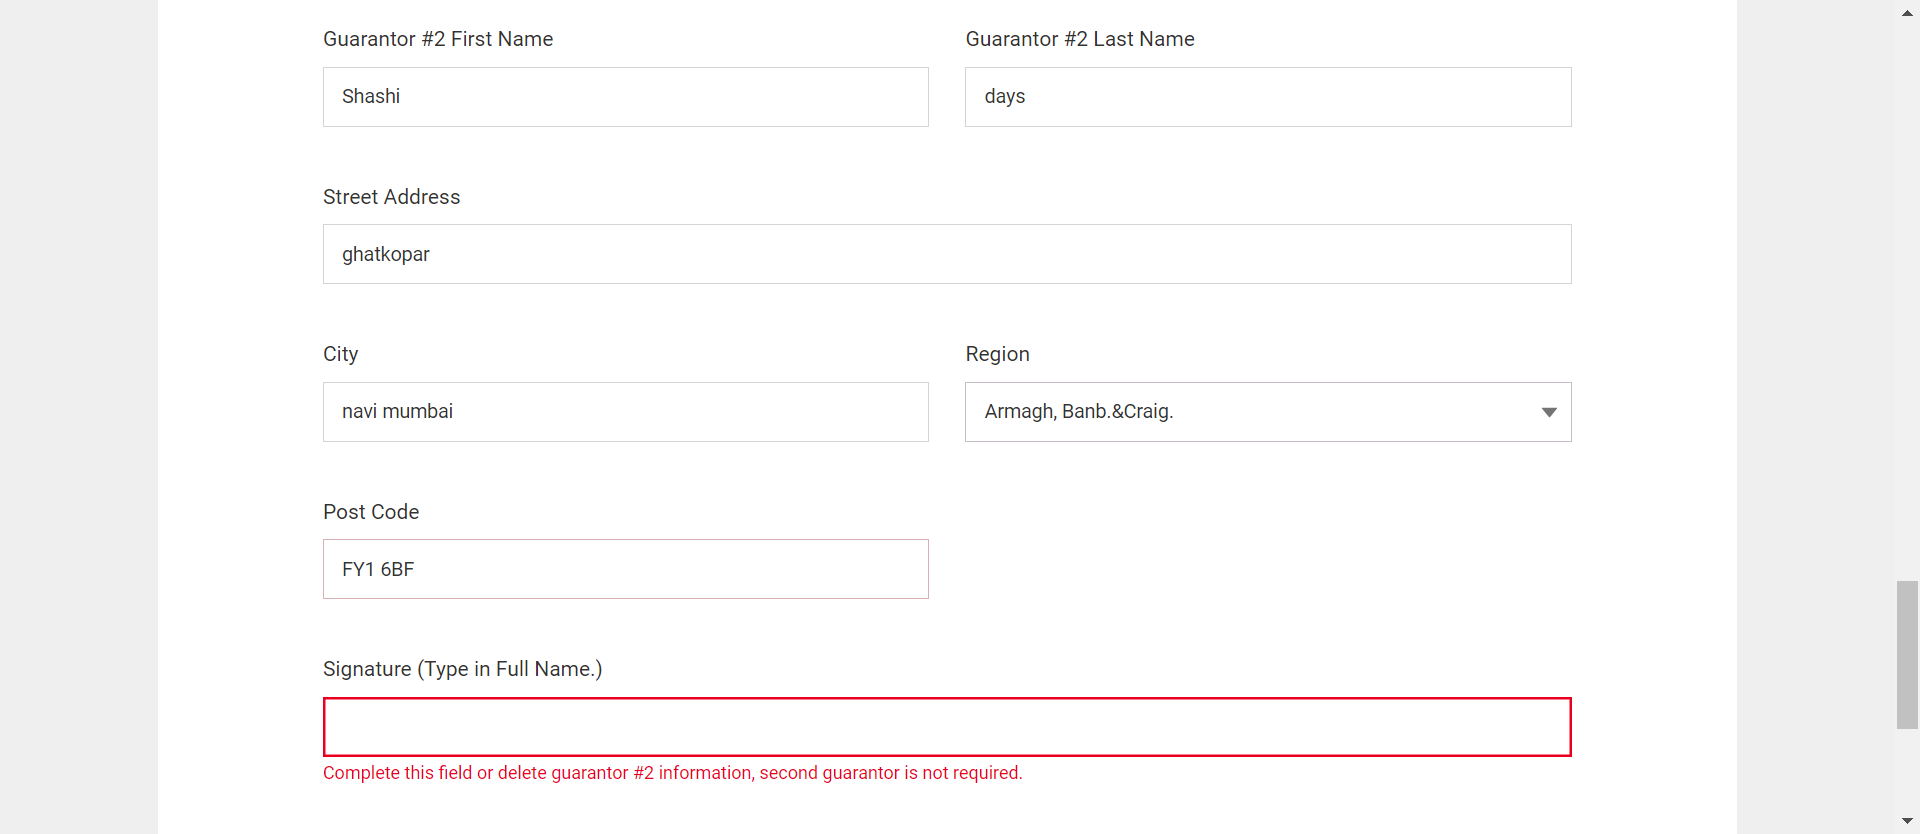 Guarantor #2 First Name
Guarantor #2 Last Name
Shashi
days
Street Address
ghatkopar
City
Region
navi mumbai
Armagh, Banb.&Craig.
Post Code
FY1 6BF
Signature (Type in Full Name.)
Complete this field or delete guarantor #2 information, second guarantor is not required.